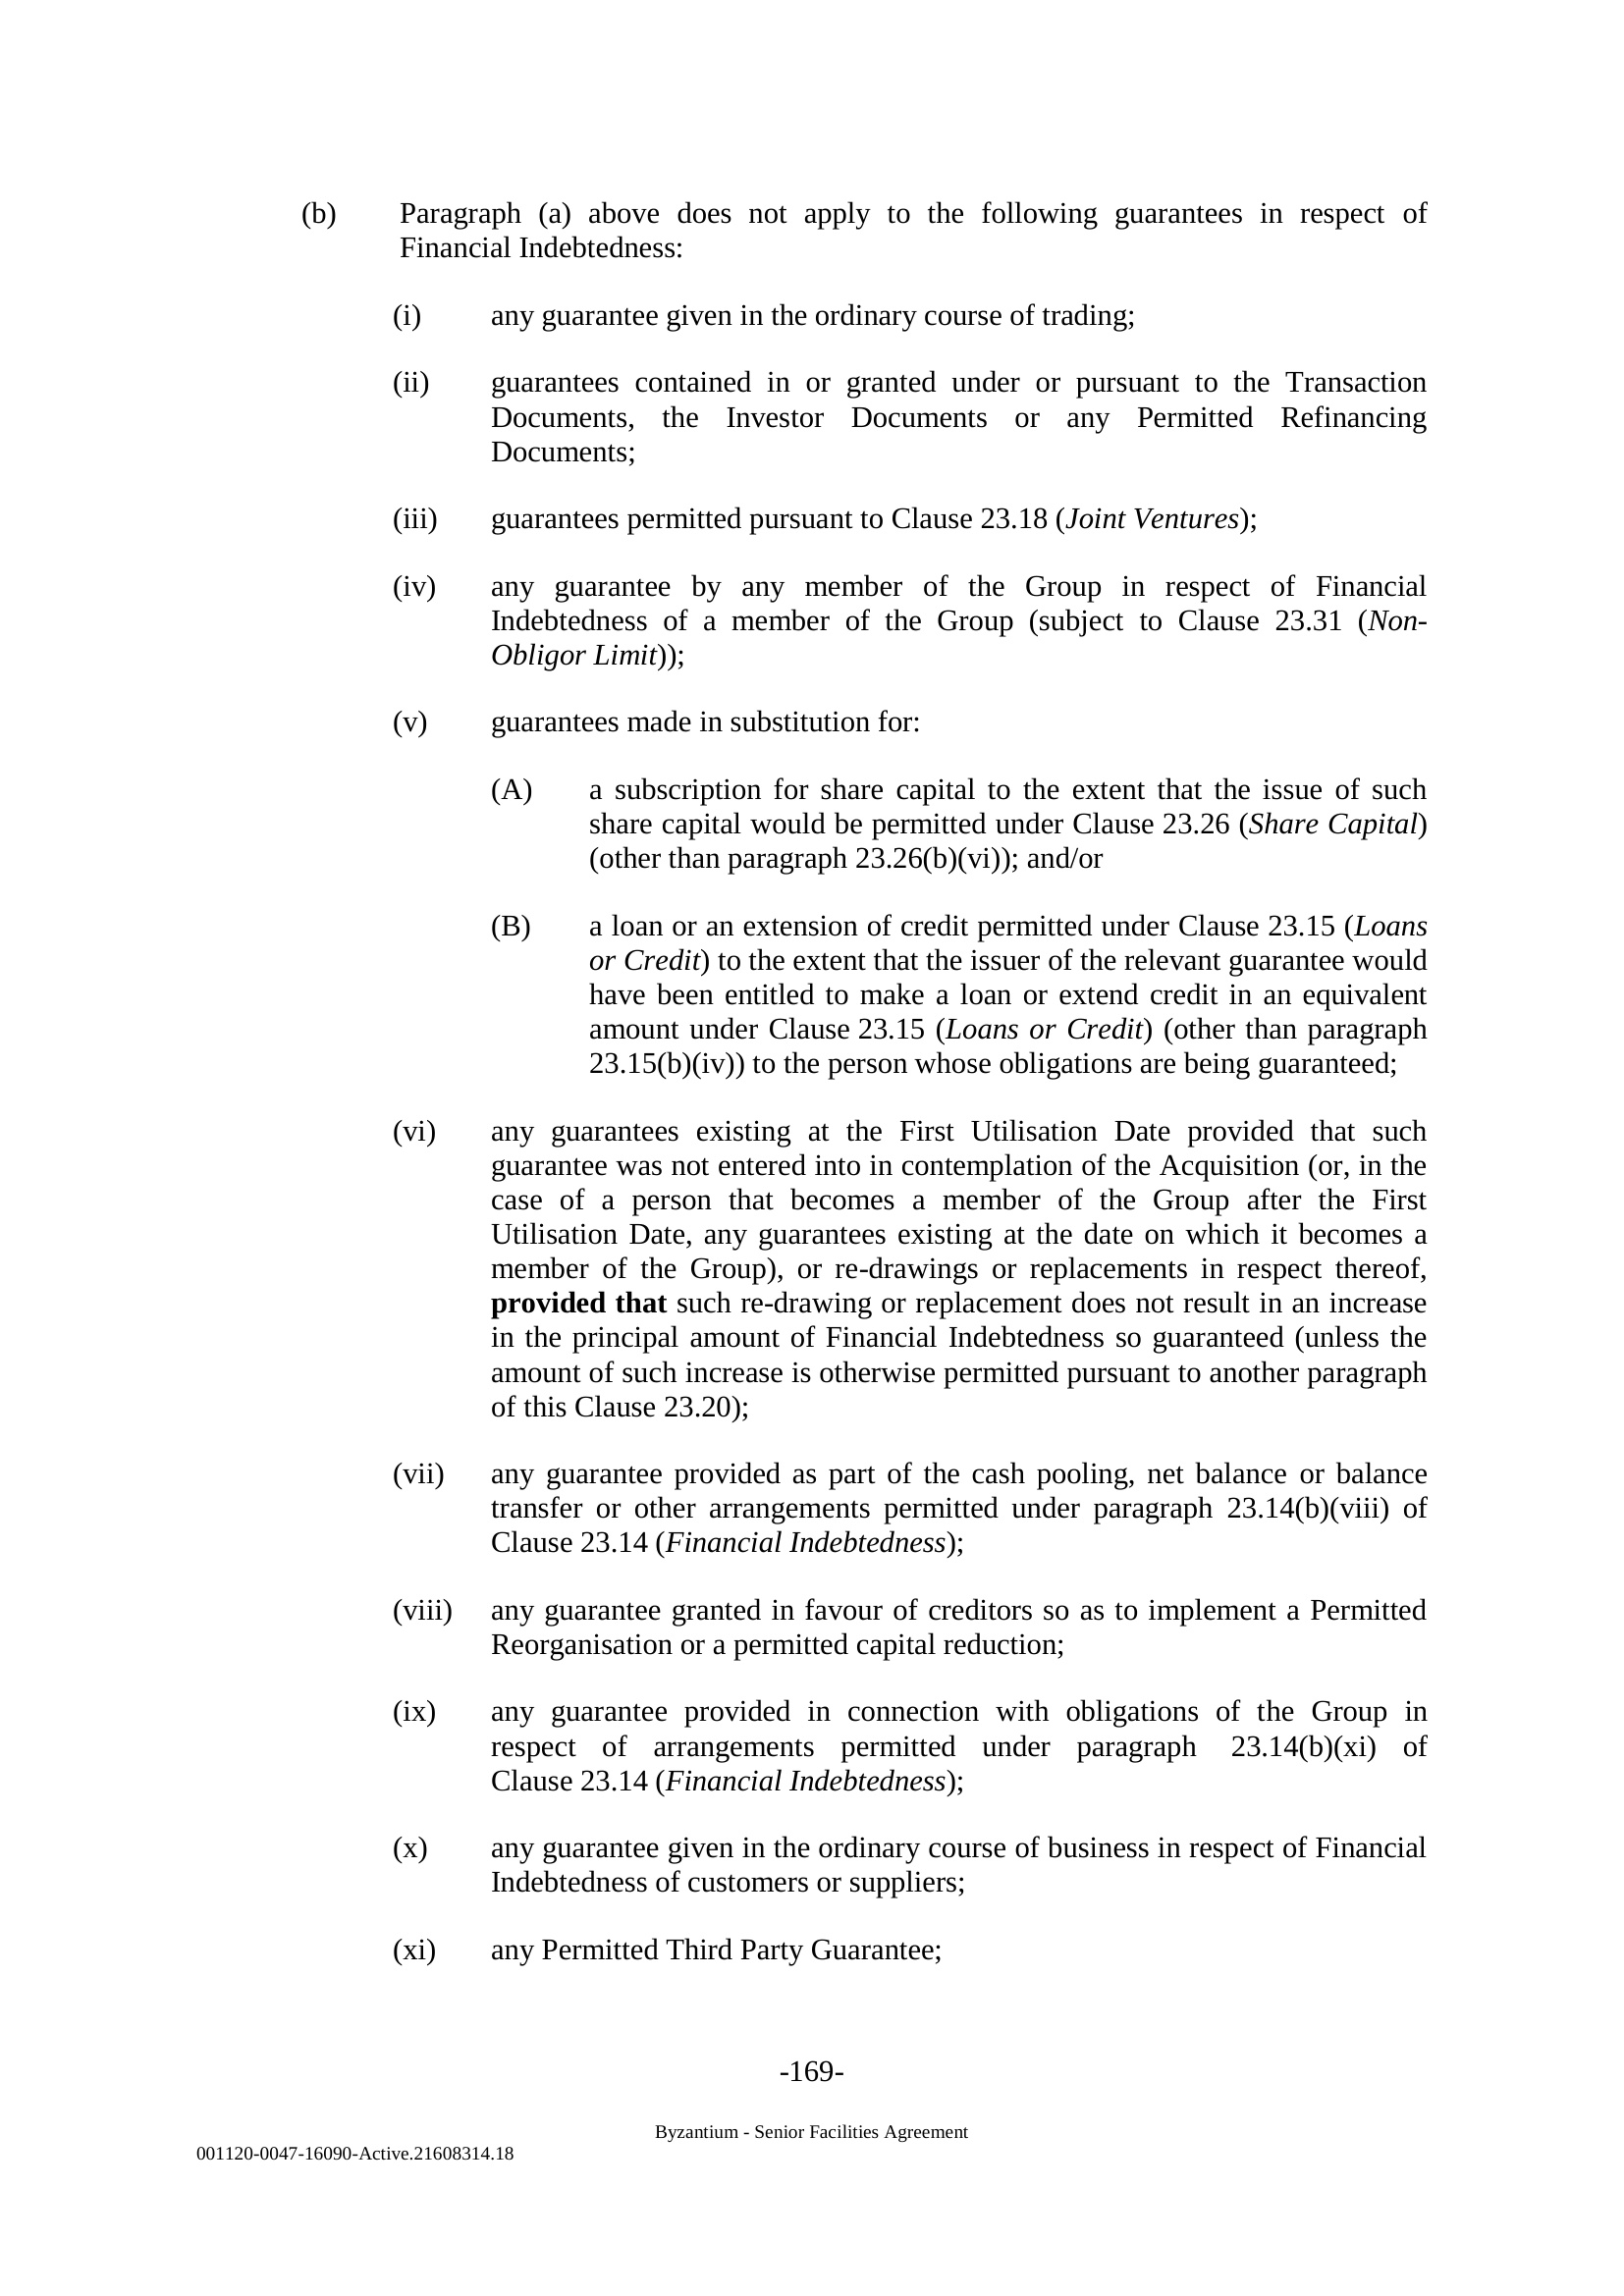 (b) Paragraph (a) above does not apply to the following guarantees in respect of
Financial Indebtedness:
(i) any guarantee given in the ordinary course of trading;
(ii) guarantees contained in or granted under or pursuant to the Transaction
Documents, the Investor Documents or any Permitted Refinancing
Documents;
(iii) guarantees permitted pursuant to Clause 23.18 (Joint Ventures);
(iv) any guarantee by any member of the Group in respect of Financial
Indebtedness of a member of the Group (subject to Clause 23.31 (Non-
Obligor Limit));
(v) guarantees made in substitution for:
(A) a subscription for share capital to the extent that the issue of such
share capital would be permitted under Clause 23.26 (Share Capital)
(other than paragraph 23.26(b)(vi)); and/or
(B) a loan or an extension of credit permitted under Clause 23.15 (Loans
or Credit) to the extent that the issuer of the relevant guarantee would
have been entitled to make a loan or extend credit in an equivalent
amount under Clause 23.15 (Loans or Credit) (other than paragraph
23.15(b)(iv)) to the person whose obligations are being guaranteed;
(vi) any guarantees existing at the First Utilisation Date provided that such
guarantee was not entered into in contemplation of the Acquisition (or, in the
case of a person that becomes a member of the Group after the First
Utilisation Date, any guarantees existing at the date on which it becomes a
member of the Group), or re-drawings or replacements in respect thereof,
provided that such re-drawing or replacement does not result in an increase
in the principal amount of Financial Indebtedness so guaranteed (unless the
amount of such increase is otherwise permitted pursuant to another paragraph
of this Clause 23.20);
(vii) any guarantee provided as part of the cash pooling, net balance or balance
transfer or other arrangements permitted under paragraph 23.14(b)(viii) of
Clause 23.14 (Financial Indebtedness);
(viii) any guarantee granted in favour of creditors so as to implement a Permitted
Reorganisation or a permitted capital reduction;
(ix) any guarantee provided in connection with obligations of the Group in
respect of arrangements permitted under paragraph 23.14(b)(xi) of
Clause 23.14 (Financial Indebtedness);
(x) any guarantee given in the ordinary course of business in respect of Financial
Indebtedness of customers or suppliers;
(xi) any Permitted Third Party Guarantee;
-169-
Byzantium - Senior Facilities Agreement
001120-0047-16090-Active.21608314.18